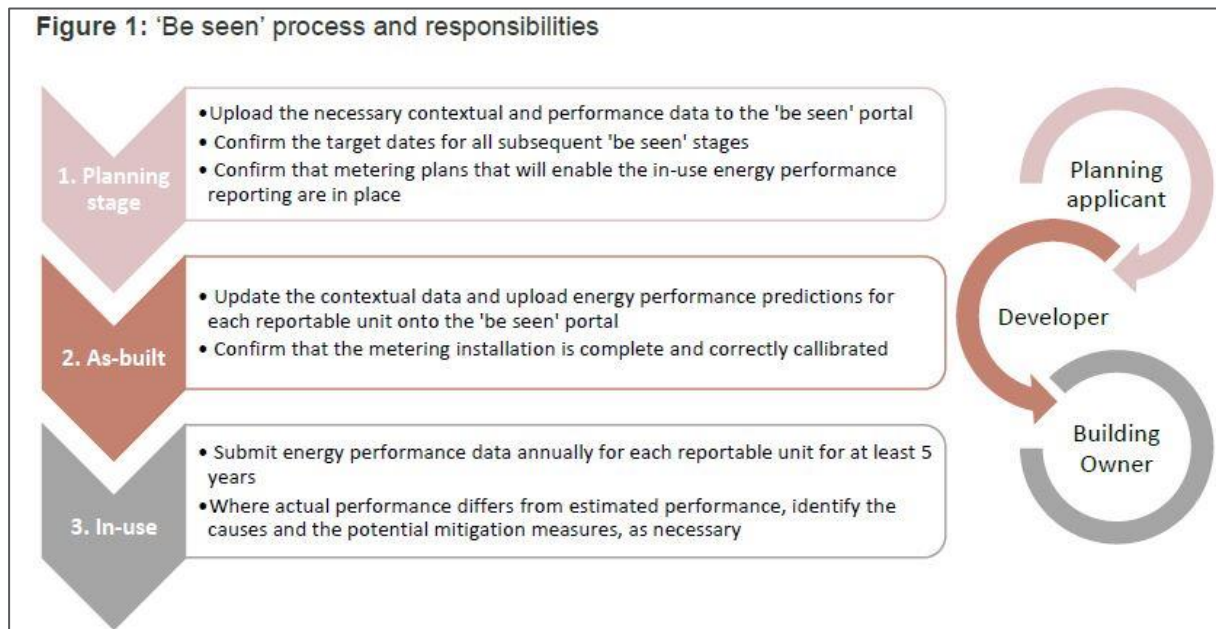 Figure 1: ‘Be seen’ process and responsibilities
1. Planning
stage
•Upload the necessary contextual and performance data to the 'be seen' portal
• Confirm the target dates for all subsequent 'be seen' stages
• Confirm that metering plans that will enable the in-use energy performance
reporting are in place
Planning
applicant
2. As-built
• Update the contextual data and upload energy performance predictions for
each reportable unit onto the 'be seen' portal
• Confirm that the metering installation is complete and correctly callibrated
Developer
3. In-use
• Submit energy performance data annually for each reportable unit for at least 5
years
•Where actual performance differs from estimated performance, identify the
causes and the potential mitigation measures, as necessary
Building
Owner